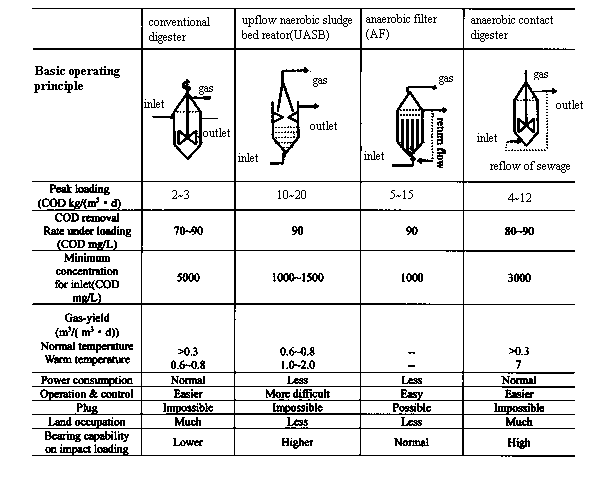 conventional digester | upflow naerobic sludge bed reator(UASB) | anaerobic filter (AF) | anaerobic contact digester
Basic operating principle
gas
inlet
outlet
gas
outlet
inlet
gas
return flow
inlet
gas
outlet
inlet
reflow of sewage
Peak loading (COD kg/(m³・d) | 2~3 | 10~20 | 5~15 | 4~12
COD removal Rate under loading (COD mg/L) | 70~90 | 90 | 90 | 80~90
Minimum concentration for inlet(COD mg/L) | 5000 | 1000~1500 | 1000 | 3000
Gas-yield (m³/( m³・d))
Normal temperature | >0.3 | 0.6~0.8 | -- | >0.3
Warm temperature | 0.6~0.8 | 1.0~2.0 | -- | 7
Power consumption | Normal | Less | Less | Normal
Operation & control | Easier | More difficult | Easy | Easier
Plug | Impossible | Impossible | Possible | Impossible
Land occupation | Much | Less | Less | Much
Bearing capability on impact loading | Lower | Higher | Normal | High